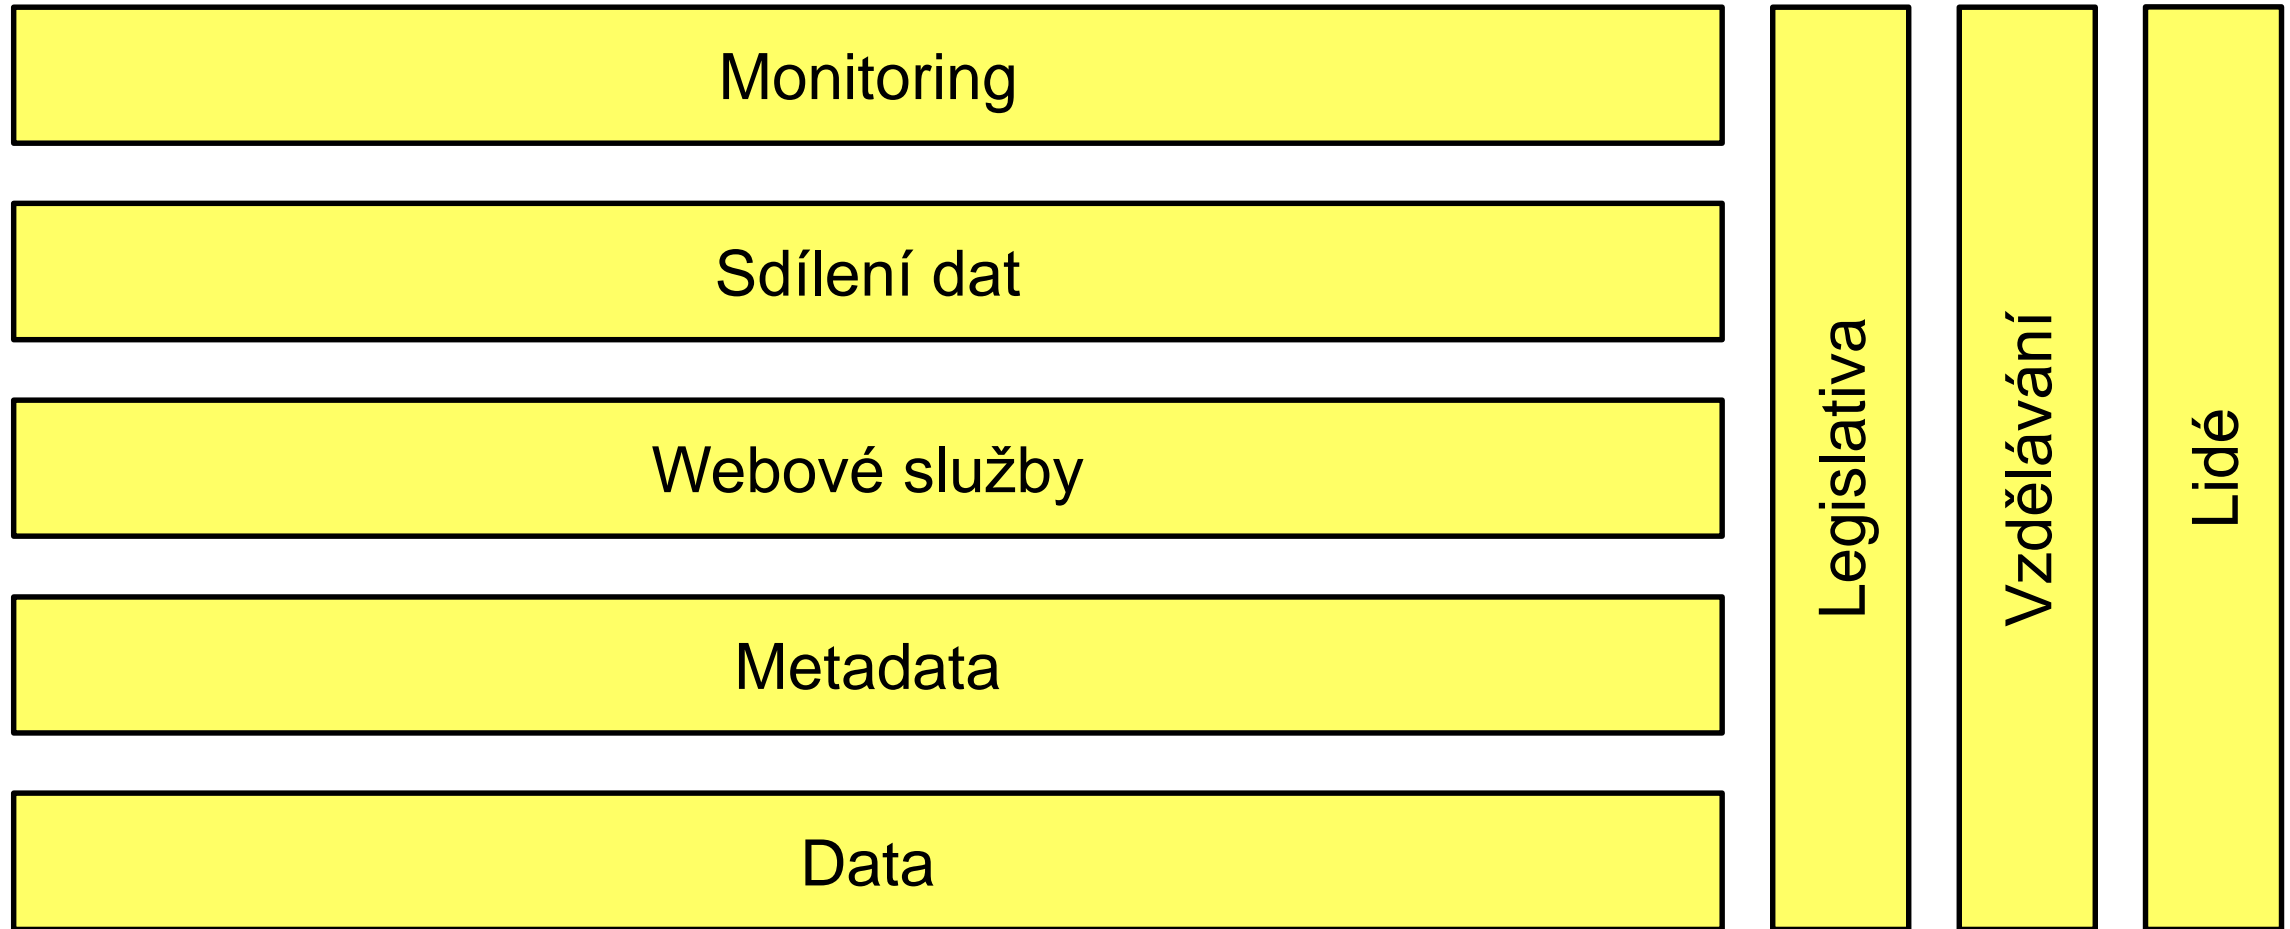 Monitoring
Sdílení dat
Webové služby
Metadata
Data
Legislativa
Vzdělávání
Lidé